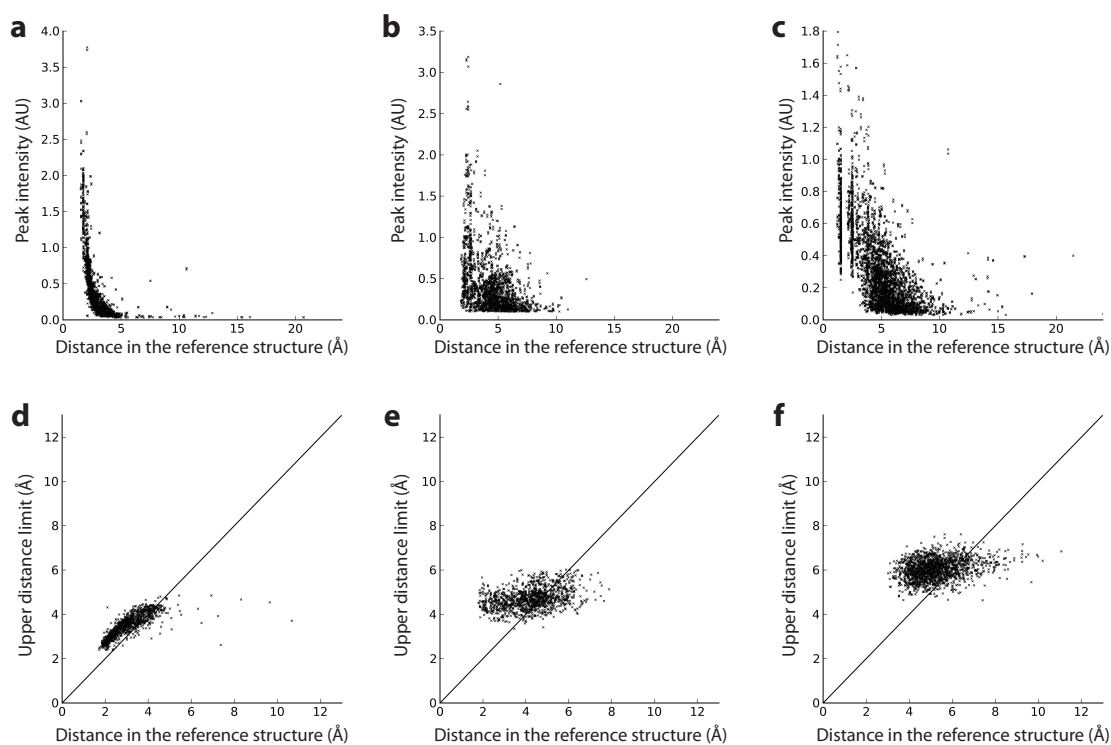 a
4.0
3.5
3.0
2.5
2.0
1.5
1.0
0.5
0.0
Peak intensity (AU)
0 5 10 15 20
Distance in the reference structure (Å)
b
3.5
3.0
2.5
2.0
1.5
1.0
0.5
0.0
Peak intensity (AU)
0 5 10 15 20
Distance in the reference structure (Å)
c
1.8
1.6
1.4
1.2
1.0
0.8
0.6
0.4
0.2
0.0
Peak intensity (AU)
0 5 10 15 20
Distance in the reference structure (Å)
d
12
10
8
6
4
2
0
Upper distance limit (Å)
0 2 4 6 8 10 12
Distance in the reference structure (Å)
e
12
10
8
6
4
2
0
Upper distance limit (Å)
0 2 4 6 8 10 12
Distance in the reference structure (Å)
f
12
10
8
6
4
2
0
Upper distance limit (Å)
0 2 4 6 8 10 12
Distance in the reference structure (Å)